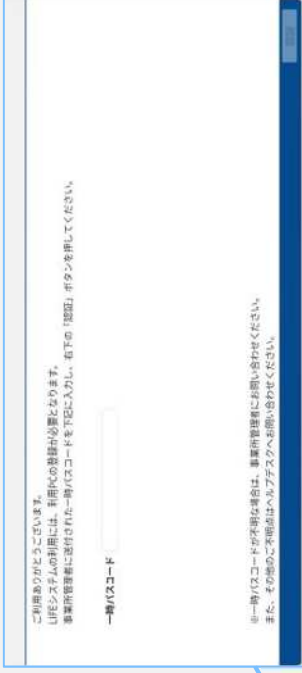 ご利用ありがとうございます。
LIFEシステムの利用には、利用PCの登録が必要となります。
事業所管理者に送付された一時パスコードを下記に入力し、右下の「認証」ボタンを押してください。
一時パスコード
※一時パスコードが不明な場合は、事業所管理者にお問い合わせください。
また、その他のご不明点はヘルプデスクへお問い合わせください。